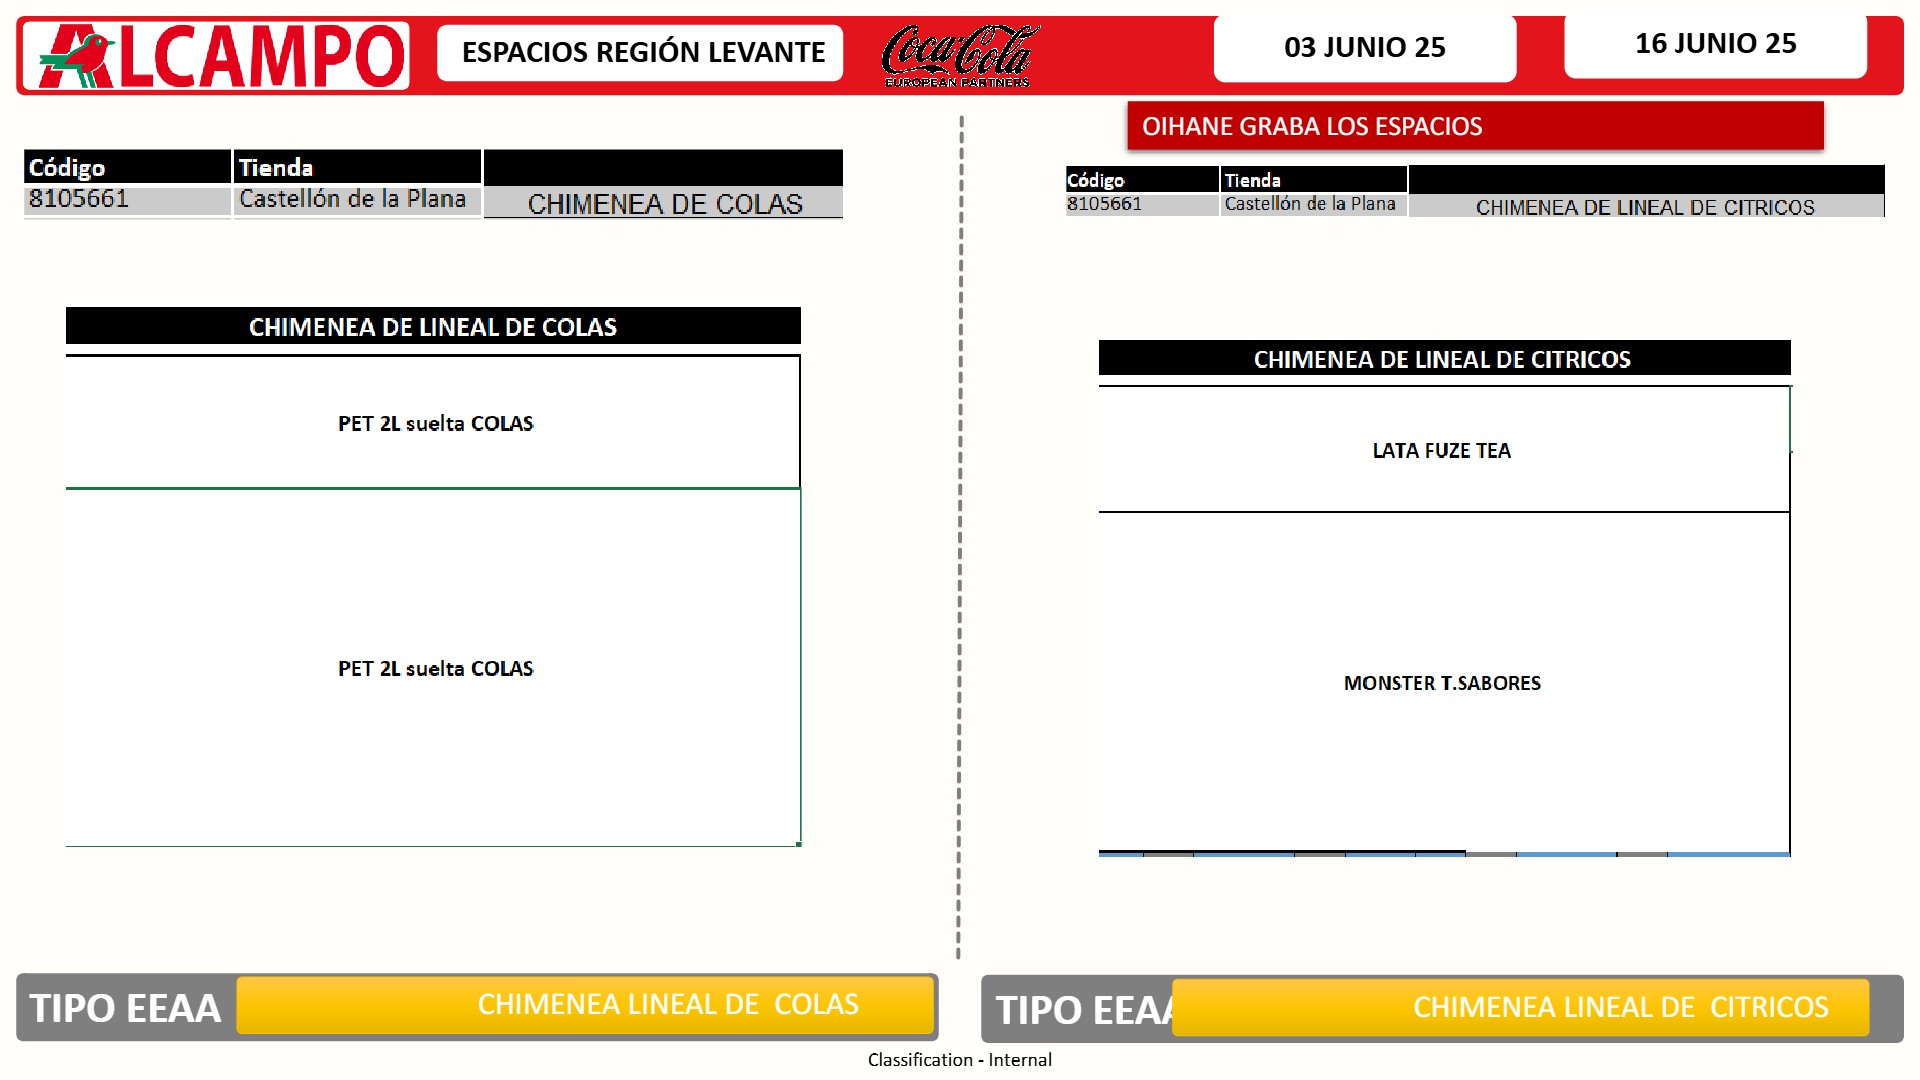 ALCAMPO
ESPACIOS REGIÓN LEVANTE
Coca-Cola
EUROPEAN PARTNERS
03 JUNIO 25
16 JUNIO 25
OIHANE GRABA LOS ESPACIOS
Código Tienda
8105661 Castellón de la Plana CHIMENEA DE COLAS
CHIMENEA DE LINEAL DE COLAS
PET 2L suelta COLAS
PET 2L suelta COLAS
TIPO EEAA CHIMENEA LINEAL DE COLAS
Código Tienda
8105661 Castellón de la Plana CHIMENEA DE LINEAL DE CITRICOS
CHIMENEA DE LINEAL DE CITRICOS
LATA FUZE TEA
MONSTER T.SABORES
TIPO EEAA CHIMENEA LINEAL DE CITRICOS
Classification - Internal